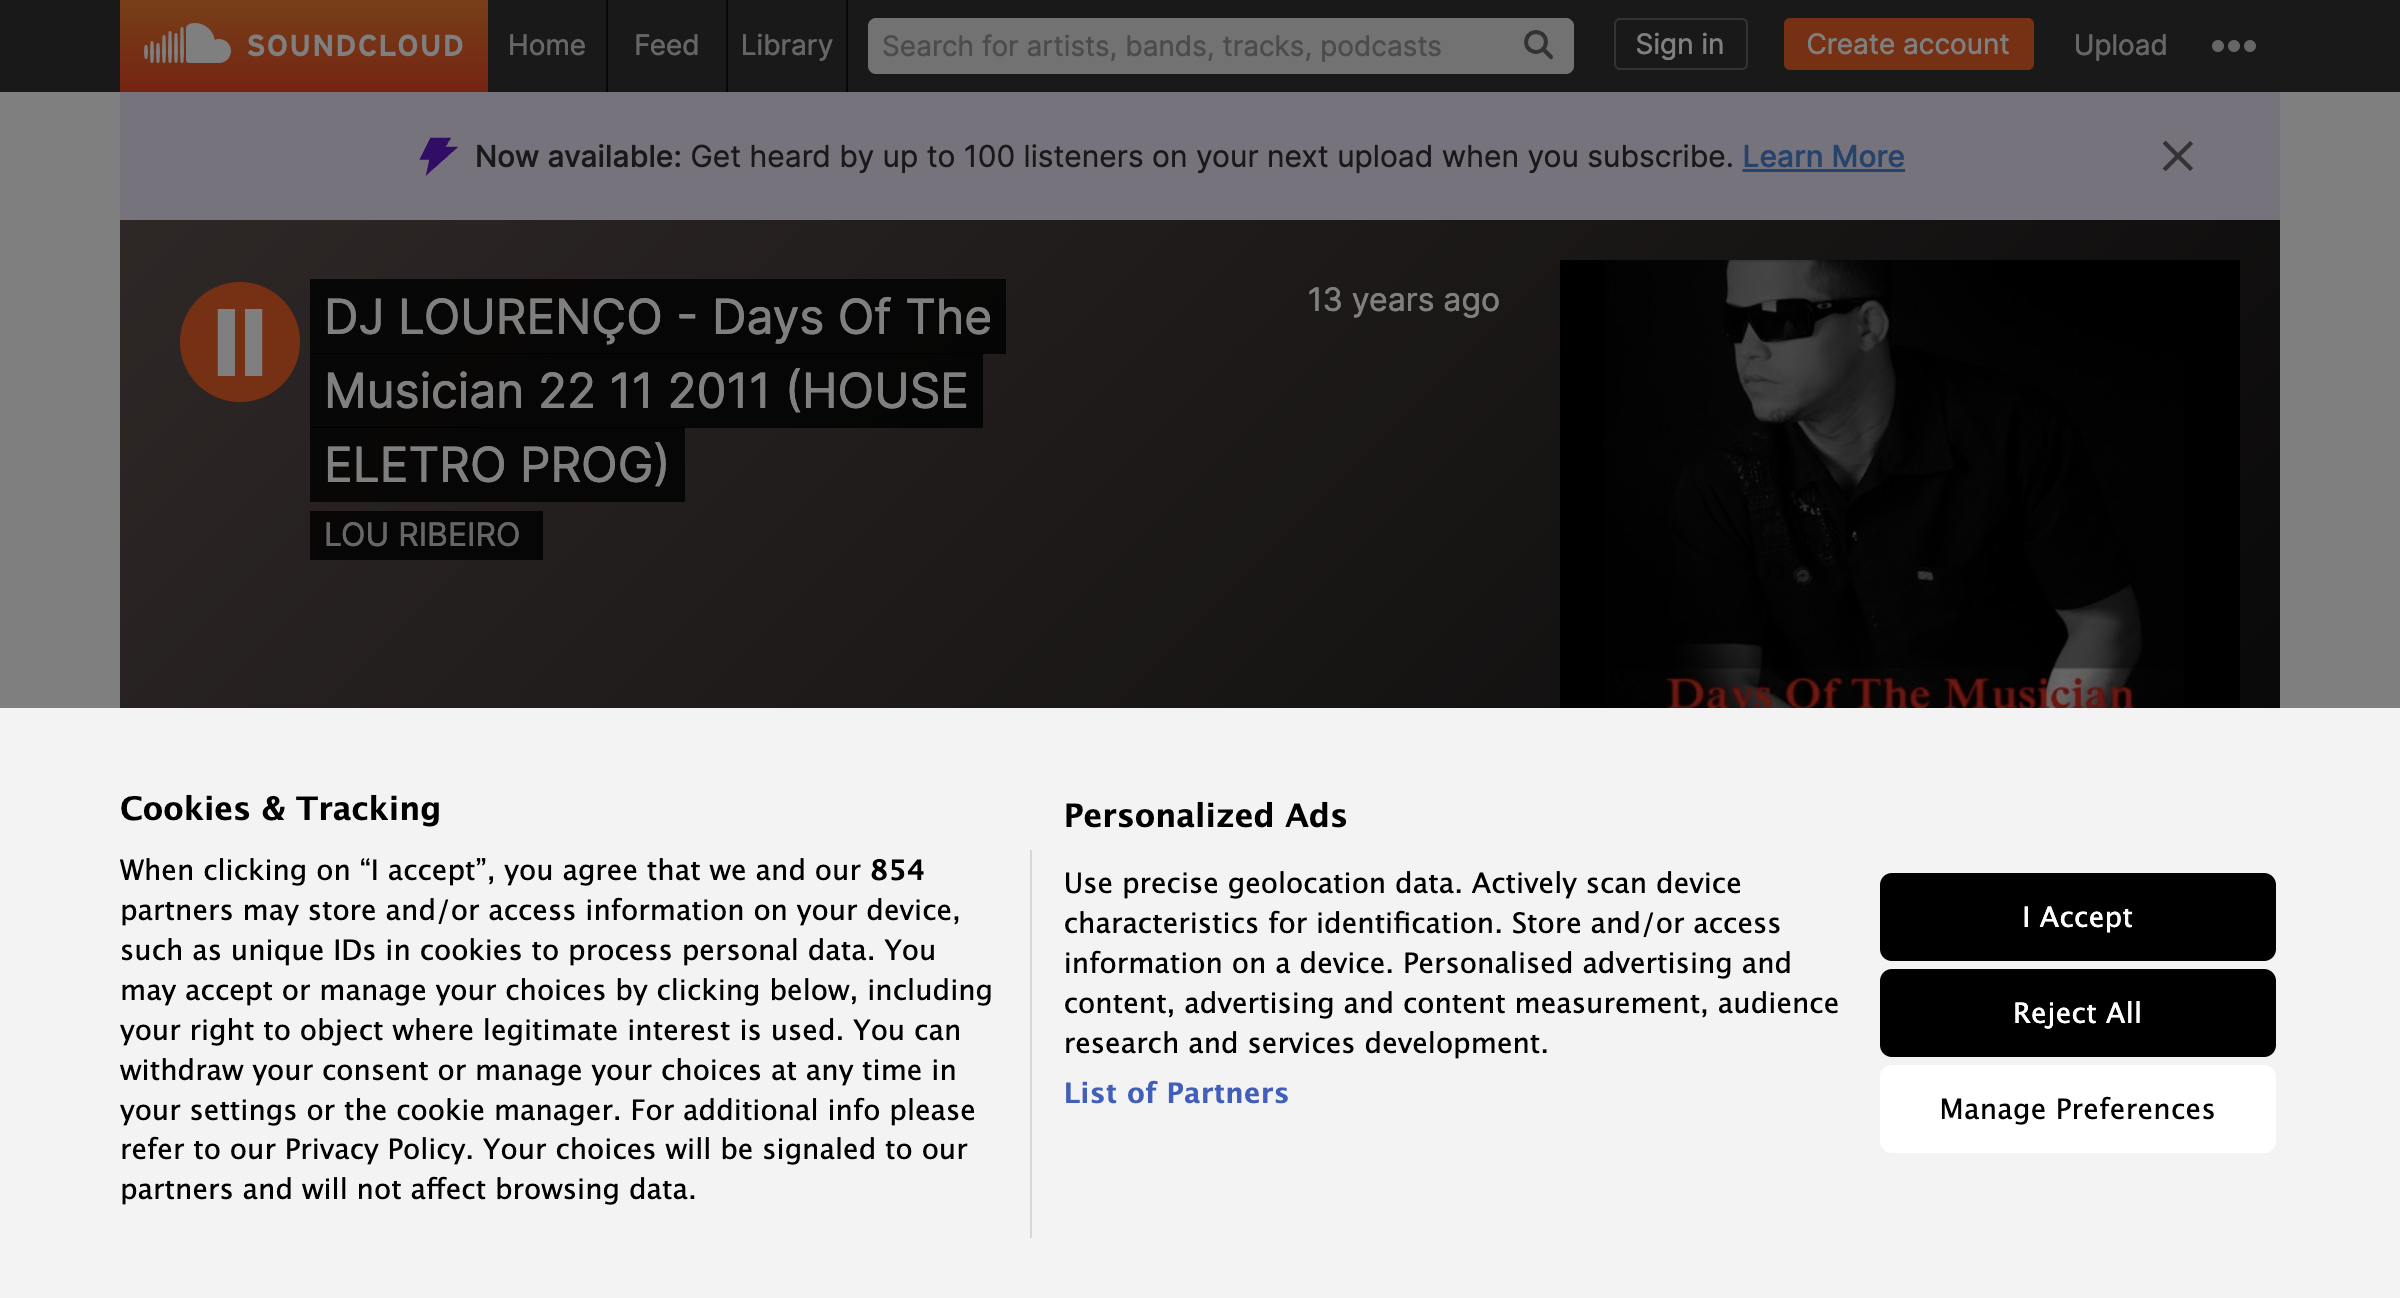 SOUNDCLOUD
Home
Feed
Library
Search for artists, bands, tracks, podcasts
Sign in
Create account
Upload
Now available: Get heard by up to 100 listeners on your next upload when you subscribe. Learn More
DJ LOURENÇO - Days Of The
Musician 22 11 2011 (HOUSE
ELETRO PROG)
LOU RIBEIRO
13 years ago
Days Of The Musician
Cookies & Tracking
When clicking on “I accept”, you agree that we and our 854
partners may store and/or access information on your device,
such as unique IDs in cookies to process personal data. You
may accept or manage your choices by clicking below, including
your right to object where legitimate interest is used. You can
withdraw your consent or manage your choices at any time in
your settings or the cookie manager. For additional info please
refer to our Privacy Policy. Your choices will be signaled to our
partners and will not affect browsing data.
Personalized Ads
Use precise geolocation data. Actively scan device
characteristics for identification. Store and/or access
information on a device. Personalised advertising and
content, advertising and content measurement, audience
research and services development.
List of Partners
I Accept
Reject All
Manage Preferences